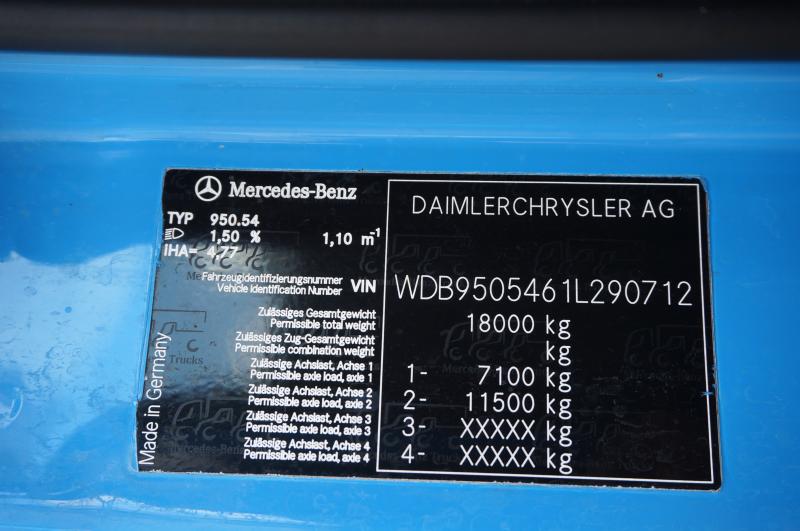 Mercedes-Benz
DAIMLERCHRYSLER AG
TYP 950.54
1,50 % 1,10 m⁻¹
IHA= 4,77
Fahrzeugidentifizierungsnummer
Vehicle Identification Number VIN WDB9505461L290712
Zulässiges Gesamtgewicht
Permissible total weight 18000 kg
Zulässiges Zug-Gesamtgewicht
Permissible combination weight kg
Zulässige Achslast, Achse 1
Permissible axle load, axle 1 1- 7100 kg
Zulässige Achslast, Achse 2
Permissible axle load, axle 2 2- 11500 kg
Zulässige Achslast, Achse 3
Permissible axle load, axle 3 3- XXXXX kg
Zulässige Achslast, Achse 4
Permissible axle load, axle 4 4- XXXXX kg
Made in Germany
Trucks
Mercedes-Benz